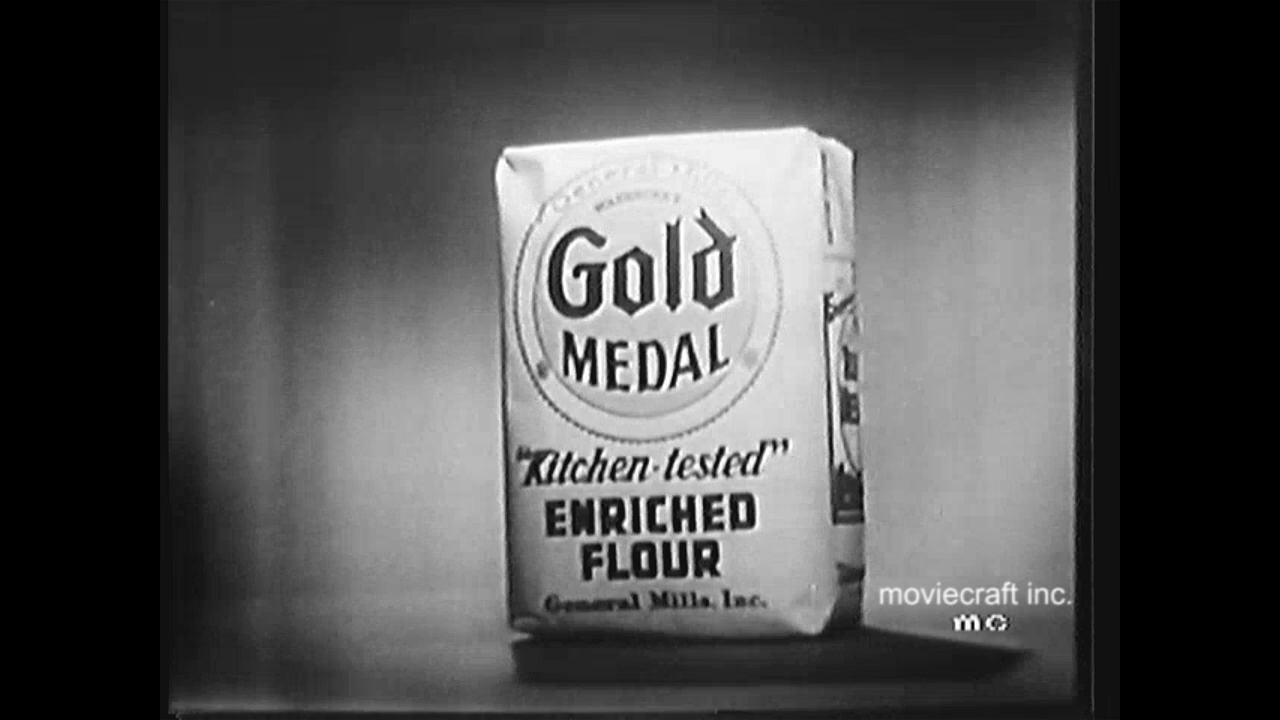 Gold
MEDAL
"Kitchen-tested"
ENRICHED
FLOUR
General Mills, Inc.
moviecraft inc.
mc